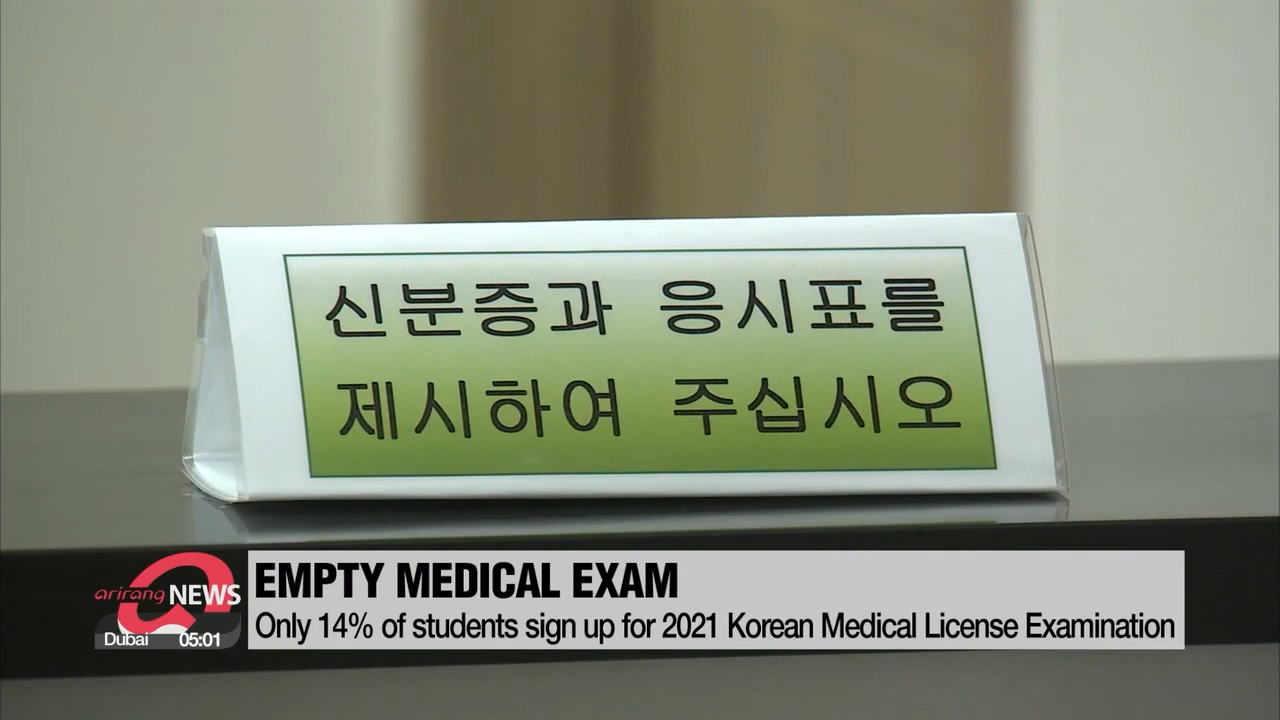 신분증과 응시표를
제시하여 주십시오
arirang NEWS
Dubai 05:01
EMPTY MEDICAL EXAM
Only 14% of students sign up for 2021 Korean Medical License Examination